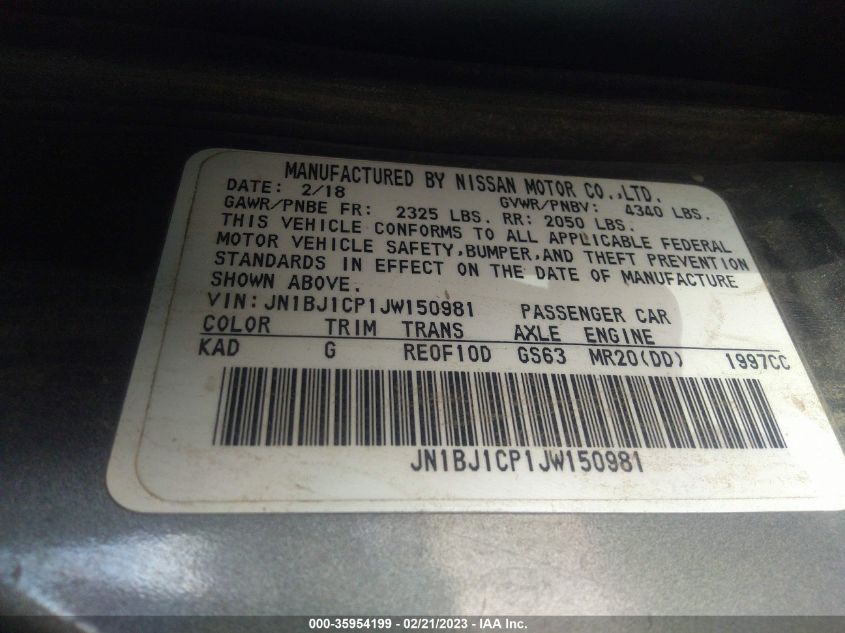 MANUFACTURED BY NISSAN MOTOR CO.,LTD.
DATE: 2/18 GVWR/PNBV: 4340 LBS.
GAWR/PNBE FR: 2325 LBS. RR: 2050 LBS.
THIS VEHICLE CONFORMS TO ALL APPLICABLE FEDERAL
MOTOR VEHICLE SAFETY,BUMPER,AND THEFT PREVENTION
STANDARDS IN EFFECT ON THE DATE OF MANUFACTURE
SHOWN ABOVE.
VIN:JN1BJ1CP1JW150981 PASSENGER CAR
COLOR TRIM TRANS AXLE ENGINE
KAD G RE0F10D GS63 MR20(DD) 1997CC
JN1BJ1CP1JW150981
000-35954199 - 02/21/2023 - IAA Inc.